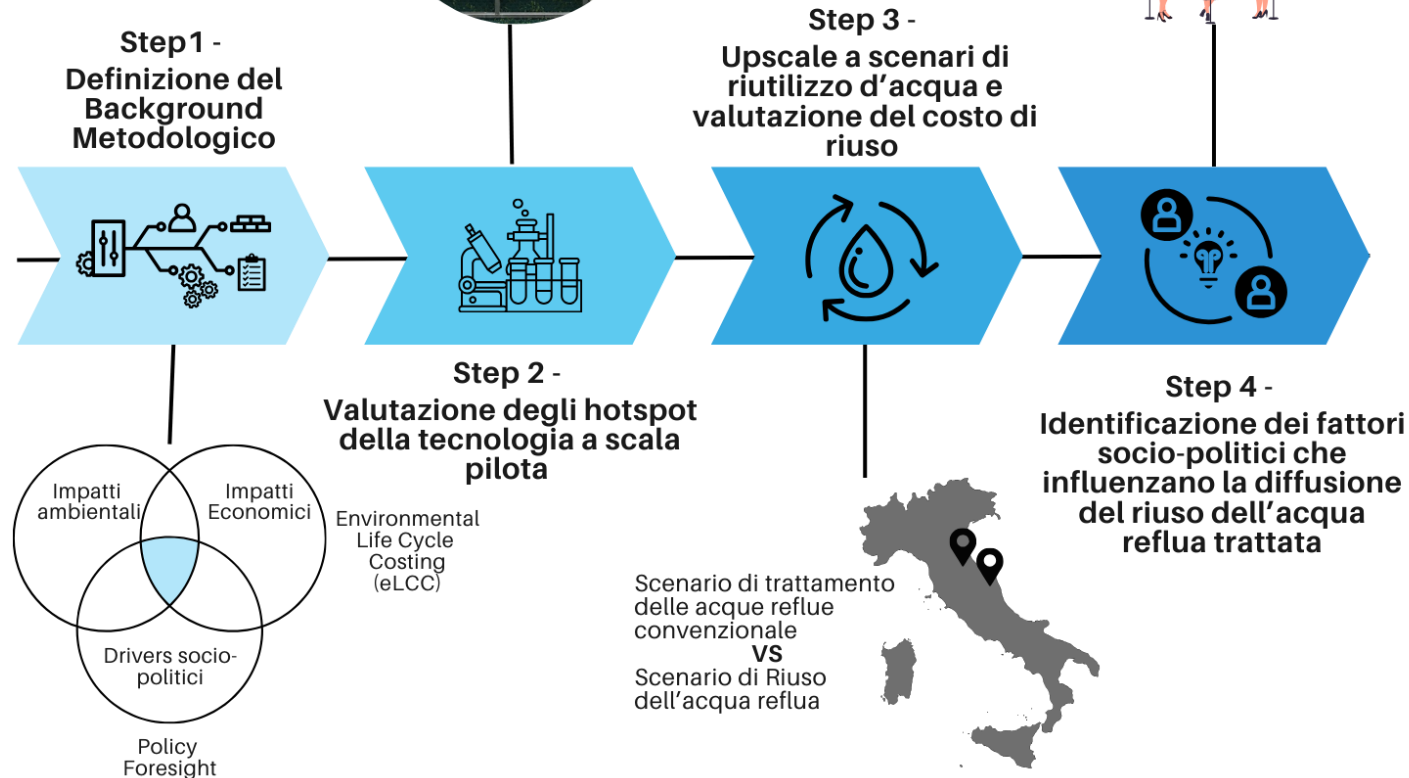 Step1 -
Definizione del
Background
Metodologico
Step 2 -
Valutazione degli hotspot
della tecnologia a scala
pilota
Step 3 -
Upscale a scenari di
riutilizzo d'acqua e
valutazione del costo di
riuso
Step 4 -
Identificazione dei fattori
socio-politici che
influenzano la diffusione
del riuso dell'acqua
reflua trattata
Impatti
ambientali
Impatti
Economici
Environmental
Life Cycle
Costing
(eLCC)
Drivers socio-
politici
Policy
Foresight
Scenario di trattamento
delle acque reflue
convenzionale
VS
Scenario di Riuso
dell'acqua reflua